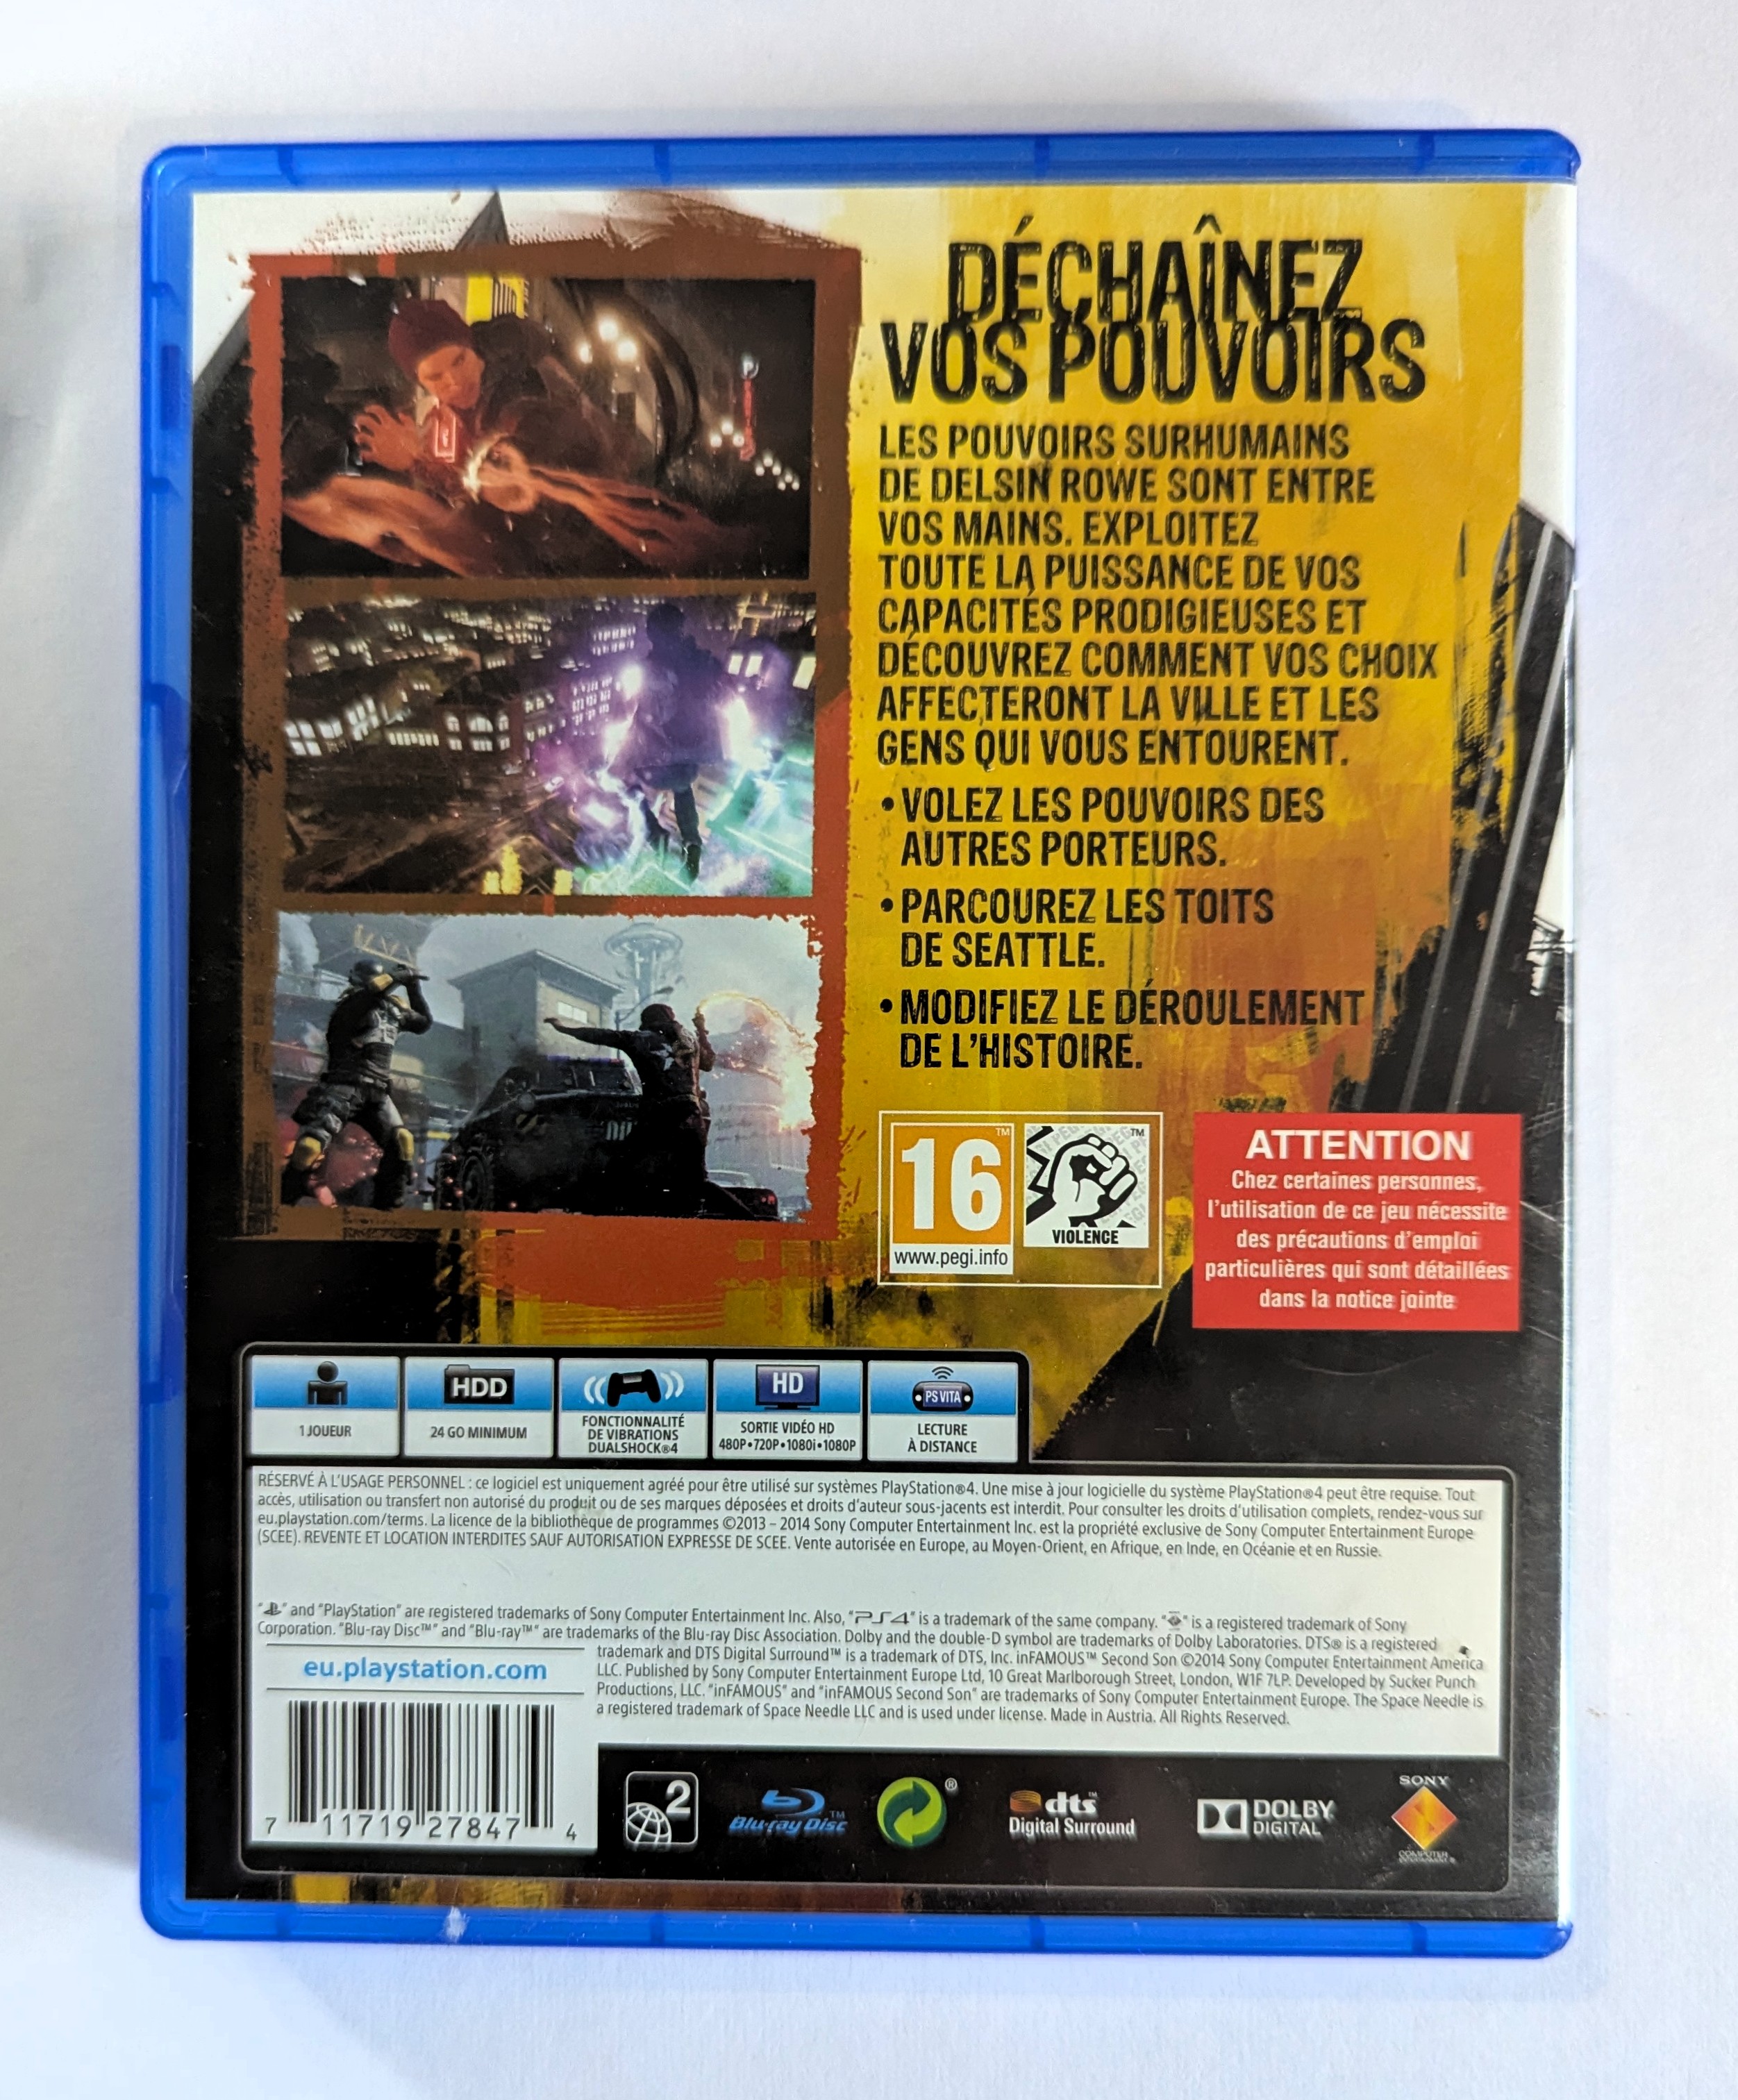 DÉCHAÎNEZ
VOS POUVOIRS
LES POUVOIRS SURHUMAINS
DE DELSIN ROWE SONT ENTRE
VOS MAINS. EXPLOITEZ
TOUTE LA PUISSANCE DE VOS
CAPACITÉS PRODIGIEUSES ET
DÉCOUVREZ COMMENT VOS CHOIX
AFFECTERONT LA VILLE ET LES
GENS QUI VOUS ENTOURENT.
• VOLEZ LES POUVOIRS DES
AUTRES PORTEURS.
• PARCOUREZ LES TOITS
DE SEATTLE.
• MODIFIEZ LE DÉROULEMENT
DE L'HISTOIRE.
16™
www.pegi.info
™
VIOLENCE
ATTENTION
Chez certaines personnes,
l'utilisation de ce jeu nécessite
des précautions d'emploi
particulières qui sont détaillées
dans la notice jointe
1 JOUEUR
HDD
24 GO MINIMUM
FONCTIONNALITÉ
DE VIBRATIONS
DUALSHOCK®4
HD
SORTIE VIDÉO HD
480P•720P•1080i•1080P
PSVITA
LECTURE
À DISTANCE
RÉSERVÉ À L'USAGE PERSONNEL : ce logiciel est uniquement agréé pour être utilisé sur systèmes PlayStation®4. Une mise à jour logicielle du système PlayStation®4 peut être requise. Tout
accès, utilisation ou transfert non autorisé du produit ou de ses marques déposées et droits d'auteur sous-jacents est interdit. Pour consulter les droits d'utilisation complets, rendez-vous sur
eu.playstation.com/terms. La licence de la bibliothèque de programmes ©2013 – 2014 Sony Computer Entertainment Inc. est la propriété exclusive de Sony Computer Entertainment Europe
(SCEE). REVENTE ET LOCATION INTERDITES SAUF AUTORISATION EXPRESSE DE SCEE. Vente autorisée en Europe, au Moyen-Orient, en Afrique, en Inde, en Océanie et en Russie.
" " and "PlayStation" are registered trademarks of Sony Computer Entertainment Inc. Also, "PS4" is a trademark of the same company. " " is a registered trademark of Sony
Corporation. "Blu-ray Disc™" and "Blu-ray™" are trademarks of the Blu-ray Disc Association. Dolby and the double-D symbol are trademarks of Dolby Laboratories. DTS® is a registered
trademark and DTS Digital Surround™ is a trademark of DTS, Inc. inFAMOUS™ Second Son ©2014 Sony Computer Entertainment America
LLC. Published by Sony Computer Entertainment Europe Ltd, 10 Great Marlborough Street, London, W1F 7LP. Developed by Sucker Punch
Productions, LLC. "inFAMOUS" and "inFAMOUS Second Son" are trademarks of Sony Computer Entertainment Europe. The Space Needle is
a registered trademark of Space Needle LLC and is used under license. Made in Austria. All Rights Reserved.
eu.playstation.com
7 11719 27847 4
2
Blu-ray Disc™
®
dts™
Digital Surround
DOLBY
DIGITAL
SONY
COMPUTER
ENTERTAINMENT®